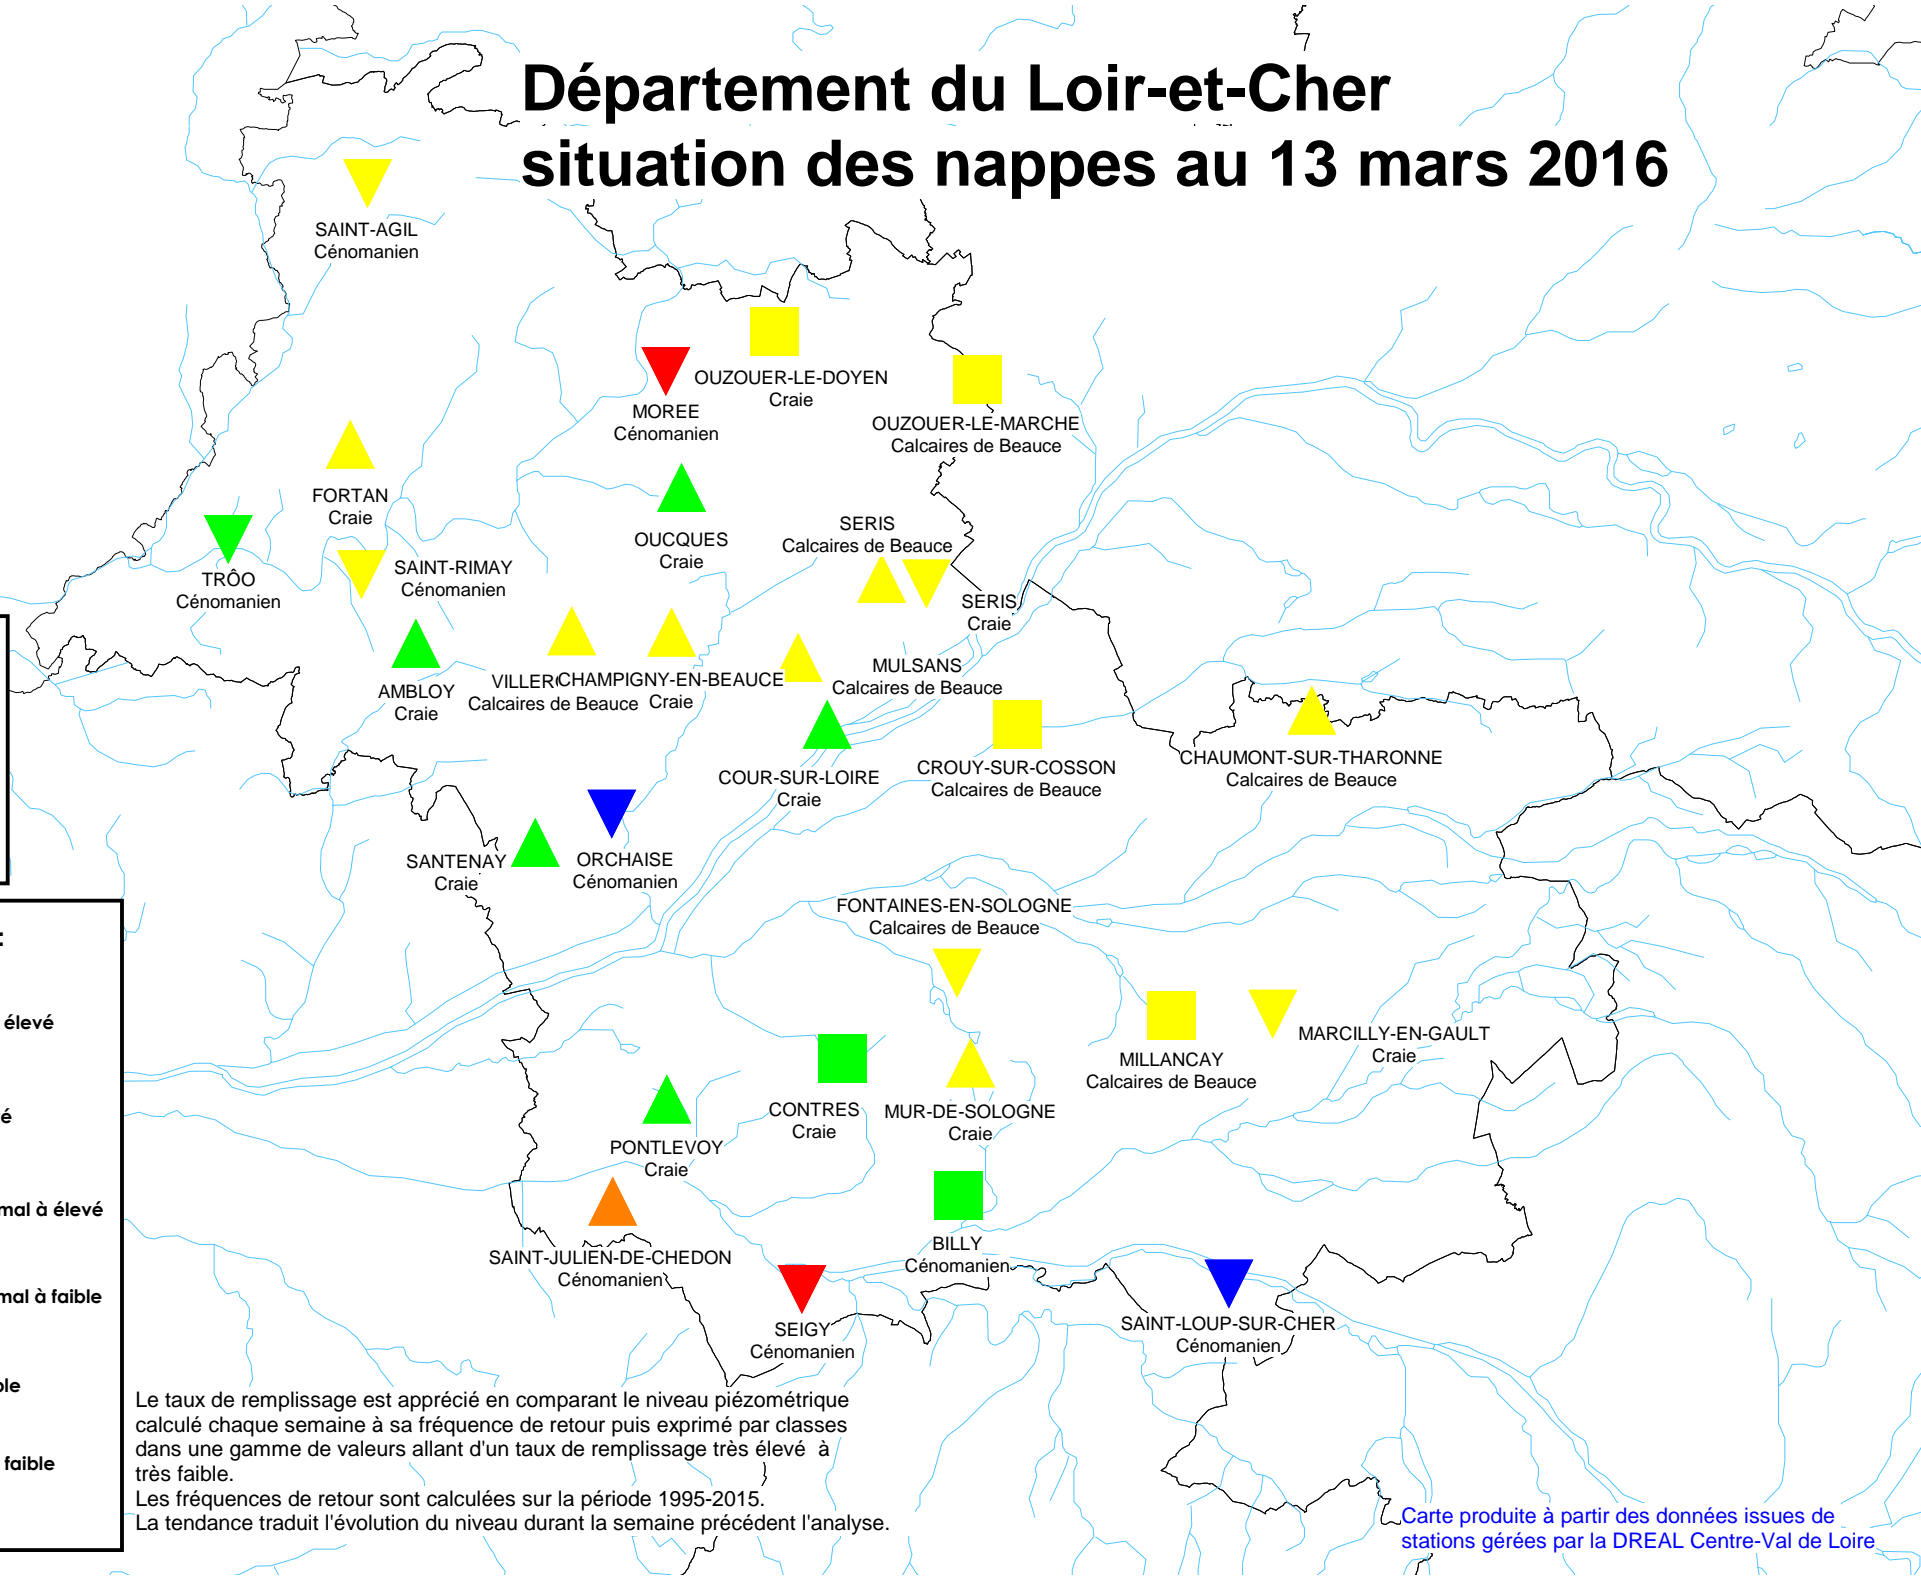 Département du Loir-et-Cher
situation des nappes au 13 mars 2016
SAINT-AGIL
Cénomanien
OUZOUER-LE-DOYEN
Craie
MOREE
Cénomanien
OUZOUER-LE-MARCHE
Calcaires de Beauce
FORTAN
Craie
OUCQUES
Craie
SERIS
Calcaires de Beauce
TRÔO
Cénomanien
SAINT-RIMAY
Cénomanien
SERIS
Craie
AMBLOY
Craie
Calcaires de Beauce
CHAMPIGNY-EN-BEAUCE
Craie
MULSANS
Calcaires de Beauce
COUR-SUR-LOIRE
Craie
CROUY-SUR-COSSON
Calcaires de Beauce
CHAUMONT-SUR-THARONNE
Calcaires de Beauce
SANTENAY
Craie
ORCHAISE
Cénomanien
FONTAINES-EN-SOLOGNE
Calcaires de Beauce
MILLANCAY
Calcaires de Beauce
MARCILLY-EN-GAULT
Craie
CONTRES
Craie
MUR-DE-SOLOGNE
Craie
PONTLEVOY
Craie
SAINT-JULIEN-DE-CHEDON
Cénomanien
BILLY
Cénomanien
SEIGY
Cénomanien
SAINT-LOUP-SUR-CHER
Cénomanien
:
élevé
à élevé
à faible
faible
Le taux de remplissage est apprécié en comparant le niveau piézométrique
calculé chaque semaine à sa fréquence de retour puis exprimé par classes
dans une gamme de valeurs allant d'un taux de remplissage très élevé à
très faible.
Les fréquences de retour sont calculées sur la période 1995-2015.
La tendance traduit l'évolution du niveau durant la semaine précédent l'analyse.
Carte produite à partir des données issues de
stations gérées par la DREAL Centre-Val de Loire